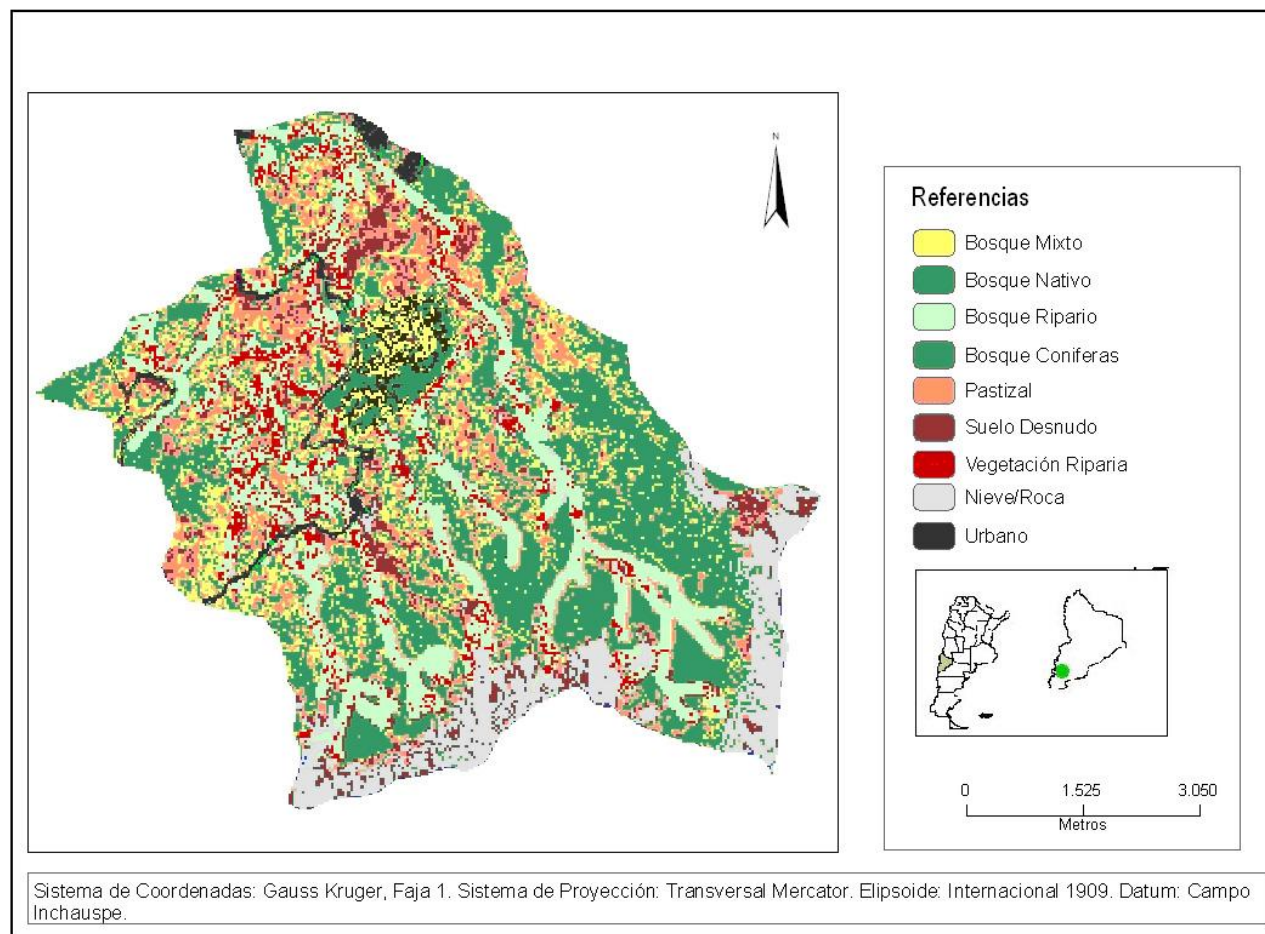 N
Referencias
Bosque Mixto
Bosque Nativo
Bosque Ripario
Bosque Coniferas
Pastizal
Suelo Desnudo
Vegetación Riparia
Nieve/Roca
Urbano
0 1.525 3.050
Metros
Sistema de Coordenadas: Gauss Kruger, Faja 1. Sistema de Proyección: Transversal Mercator. Elipsoide: Internacional 1909. Datum: Campo
Inchauspe.